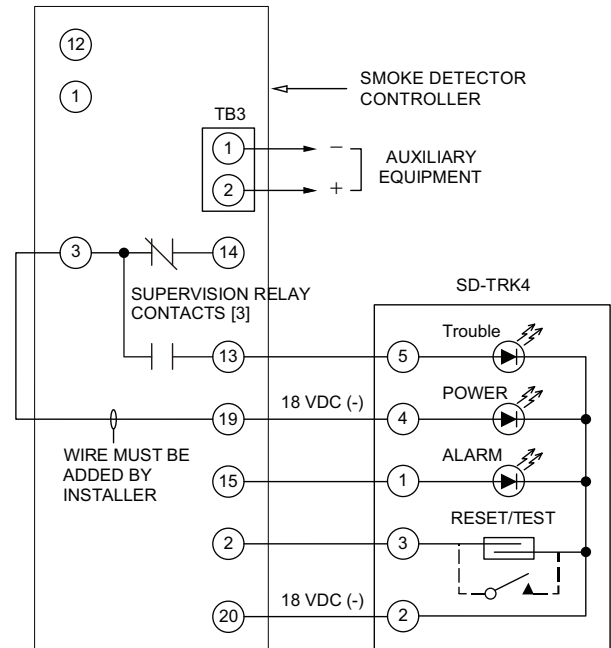 12
1
SMOKE DETECTOR
CONTROLLER
TB3
1
−
2
+
AUXILIARY
EQUIPMENT
3
14
SUPERVISION RELAY
CONTACTS [3]
SD-TRK4
13
5
Trouble
19
18 VDC (-)
4
POWER
WIRE MUST BE
ADDED BY
INSTALLER
15
1
ALARM
2
3
RESET/TEST
20
18 VDC (-)
2